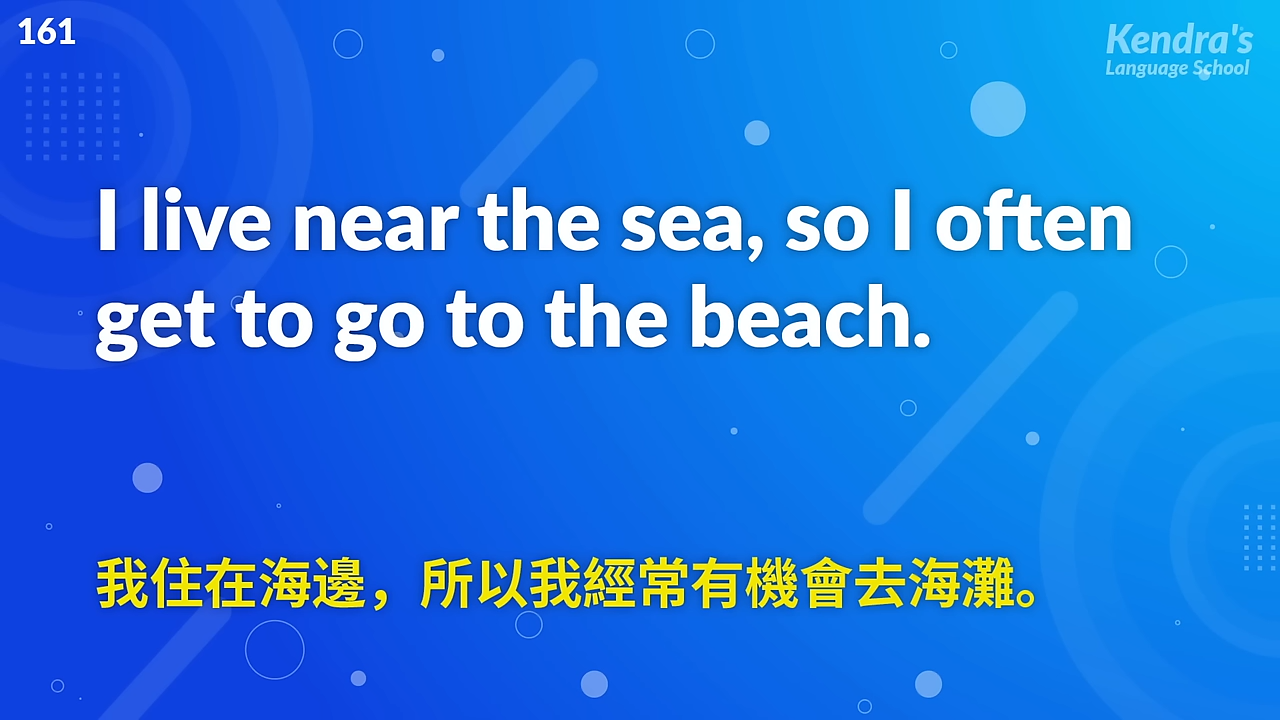 161
Kendra's
Language School
I live near the sea, so I often
get to go to the beach.
我住在海邊，所以我經常有機會去海灘。